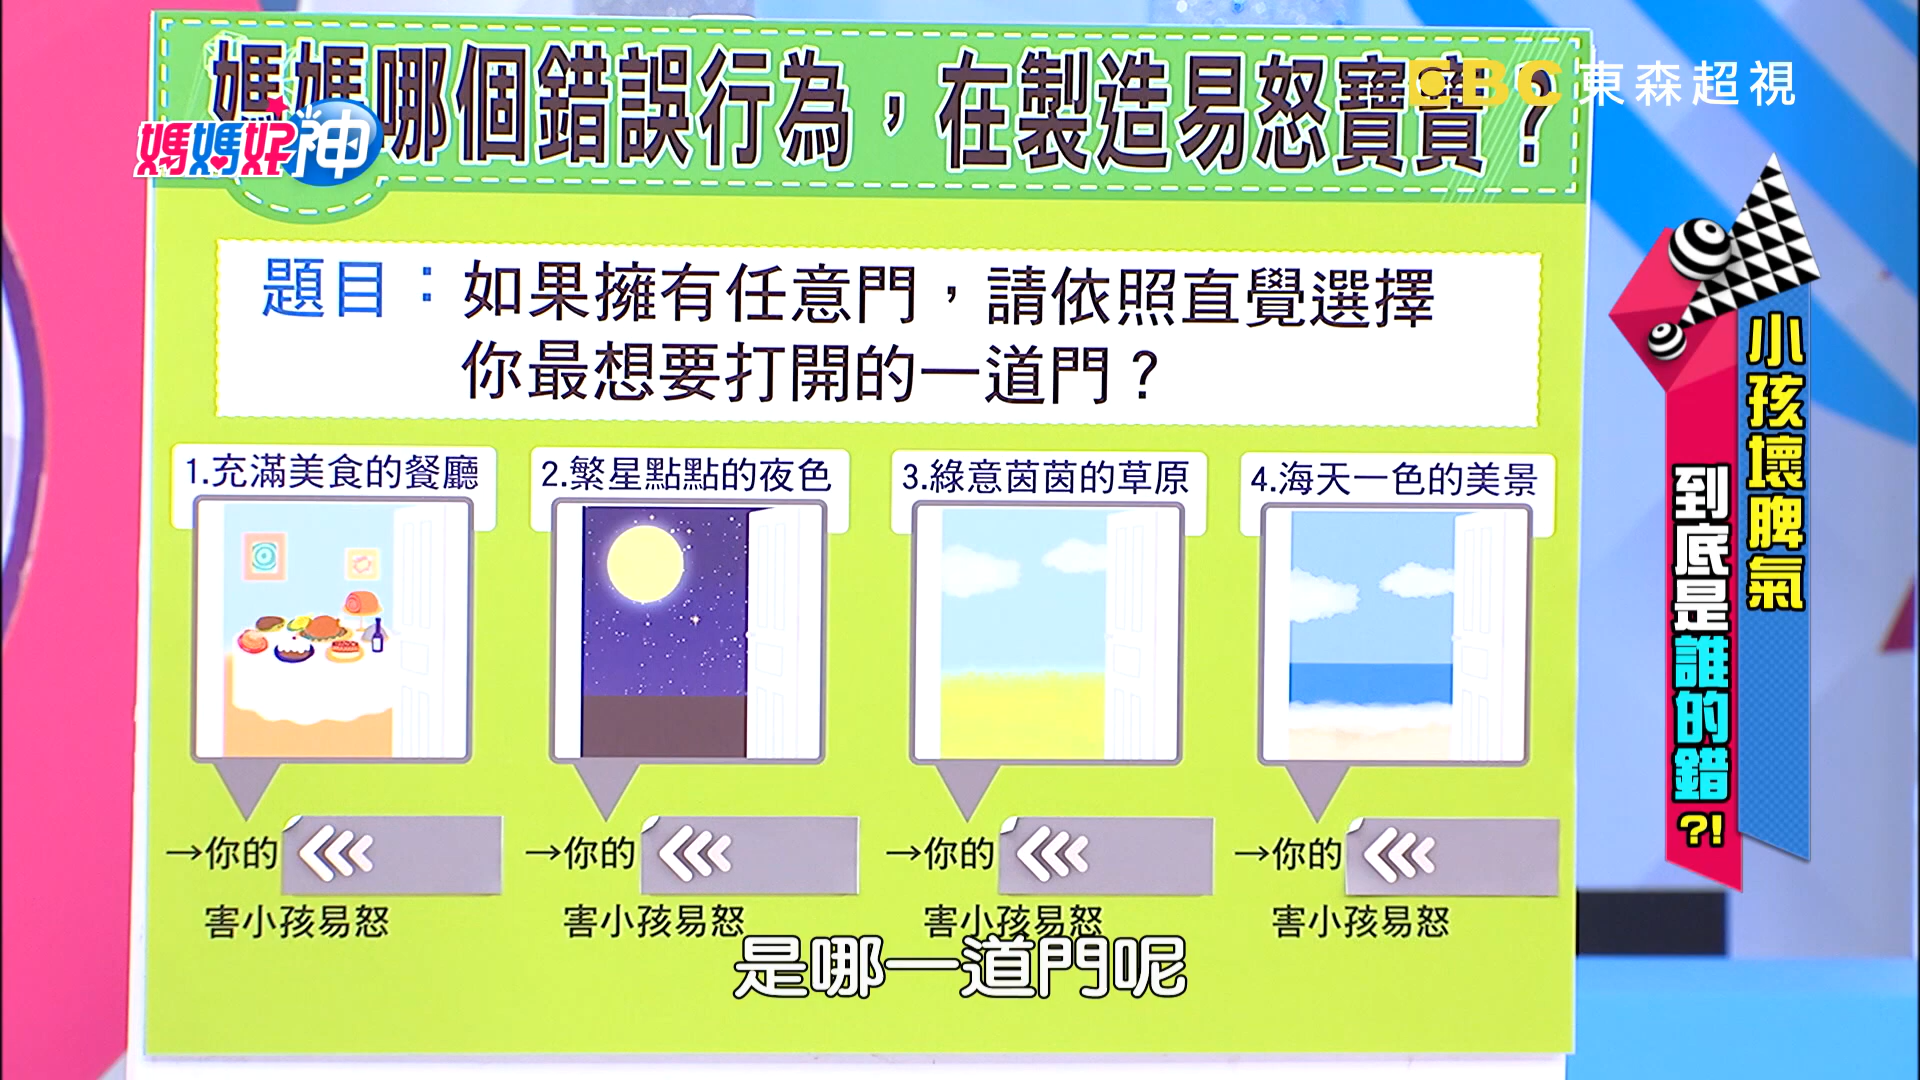 媽媽哪個錯誤行為，在製造易怒寶寶？
媽媽好神
EBC 東森超視
題目：如果擁有任意門，請依照直覺選擇
你最想要打開的一道門？
1.充滿美食的餐廳
2.繁星點點的夜色
3.綠意茵茵的草原
4.海天一色的美景
→你的
害小孩易怒
→你的
害小孩易怒
→你的
害小孩易怒
→你的
害小孩易怒
小孩壞脾氣
到底是誰的錯?!
是哪一道門呢